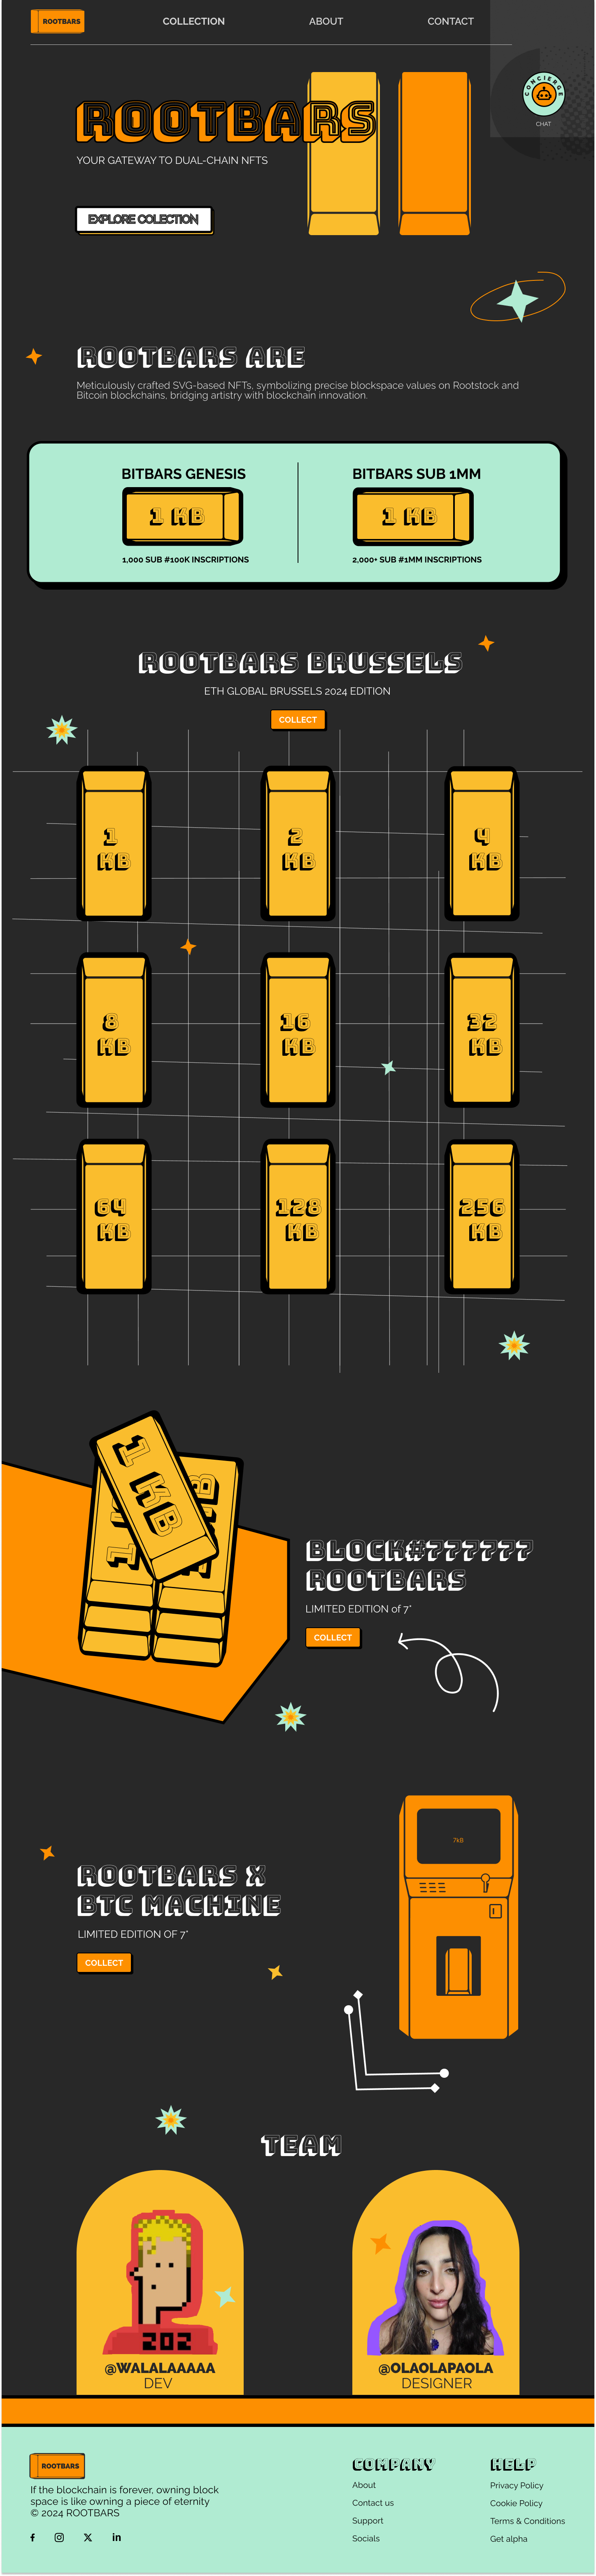 ROOTBARS
COLLECTION
ABOUT
CONTACT
CONCIERGE
CHAT
ROOTBARS
YOUR GATEWAY TO DUAL-CHAIN NFTS
EXPLORE COLECTION
ROOTBARS ARE
Meticulously crafted SVG-based NFTs, symbolizing precise blockspace values on Rootstock and
Bitcoin blockchains, bridging artistry with blockchain innovation.
BITBARS GENESIS
1 KB
1,000 SUB #100K INSCRIPTIONS
BITBARS SUB 1MM
1 KB
2,000+ SUB #1MM INSCRIPTIONS
ROOTBARS BRUSSELS
ETH GLOBAL BRUSSELS 2024 EDITION
COLLECT
1
KB
2
KB
4
KB
8
KB
16
KB
32
KB
64
KB
128
KB
256
KB
1 KB
BLOCK#777777
ROOTBARS
LIMITED EDITION of 7*
COLLECT
7kB
ROOTBARS X
BTC MACHINE
LIMITED EDITION OF 7*
COLLECT
TEAM
202
@WALALAAAAA
DEV
@OLAOLAPAOLA
DESIGNER
ROOTBARS
If the blockchain is forever, owning block
space is like owning a piece of eternity
© 2024 ROOTBARS
COMPANY
About
Contact us
Support
Socials
HELP
Privacy Policy
Cookie Policy
Terms & Conditions
Get alpha